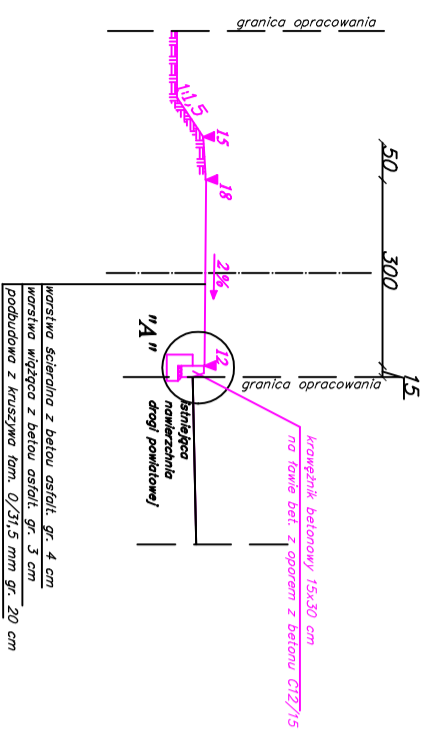 granica opracowania
50
300
15
1:1,5
15
18
2%
12
"A"
granica opracowania
istniejąca
nawierzchnia
drogi powiatowej
krawężnik betonowy 15x30 cm
na ławie bet. z oporem z betonu C12/15
warstwa ścieralna z betou asfalt. gr. 4 cm
warstwa wiążąca z betou asfalt. gr. 3 cm
podbudowa z kruszywa łam. 0/31,5 mm gr. 20 cm